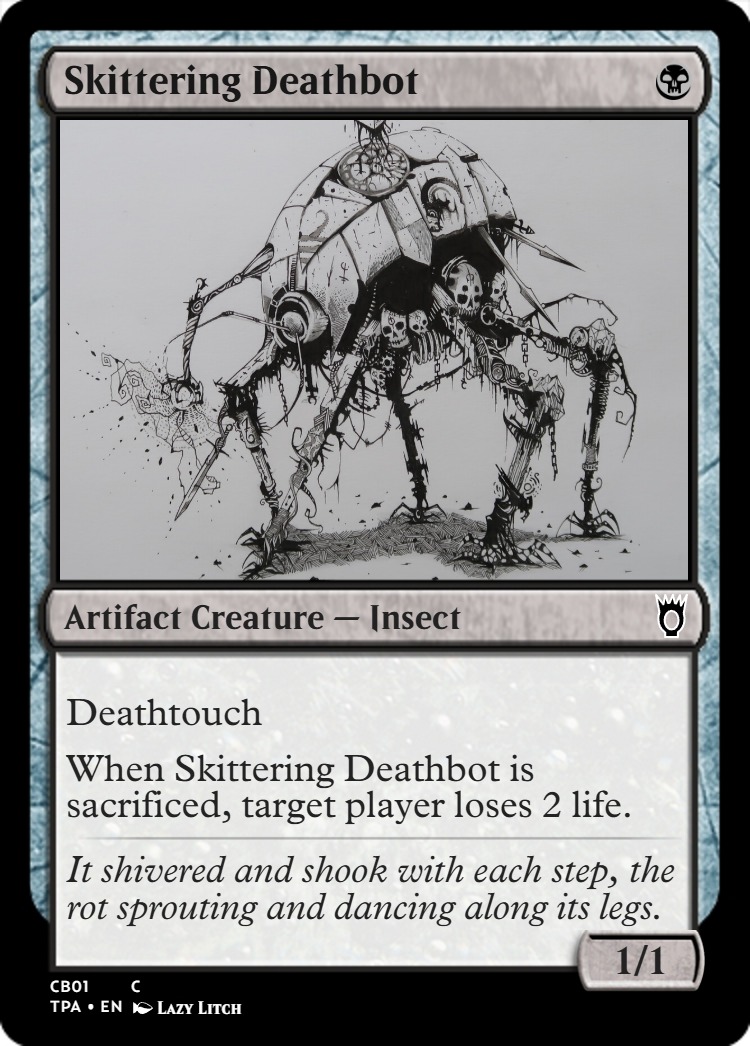 Skittering Deathbot
Artifact Creature — Insect
Deathtouch
When Skittering Deathbot is
sacrificed, target player loses 2 life.
It shivered and shook with each step, the
rot sprouting and dancing along its legs.
1/1
CB01 C
TPA • EN Lazy Litch